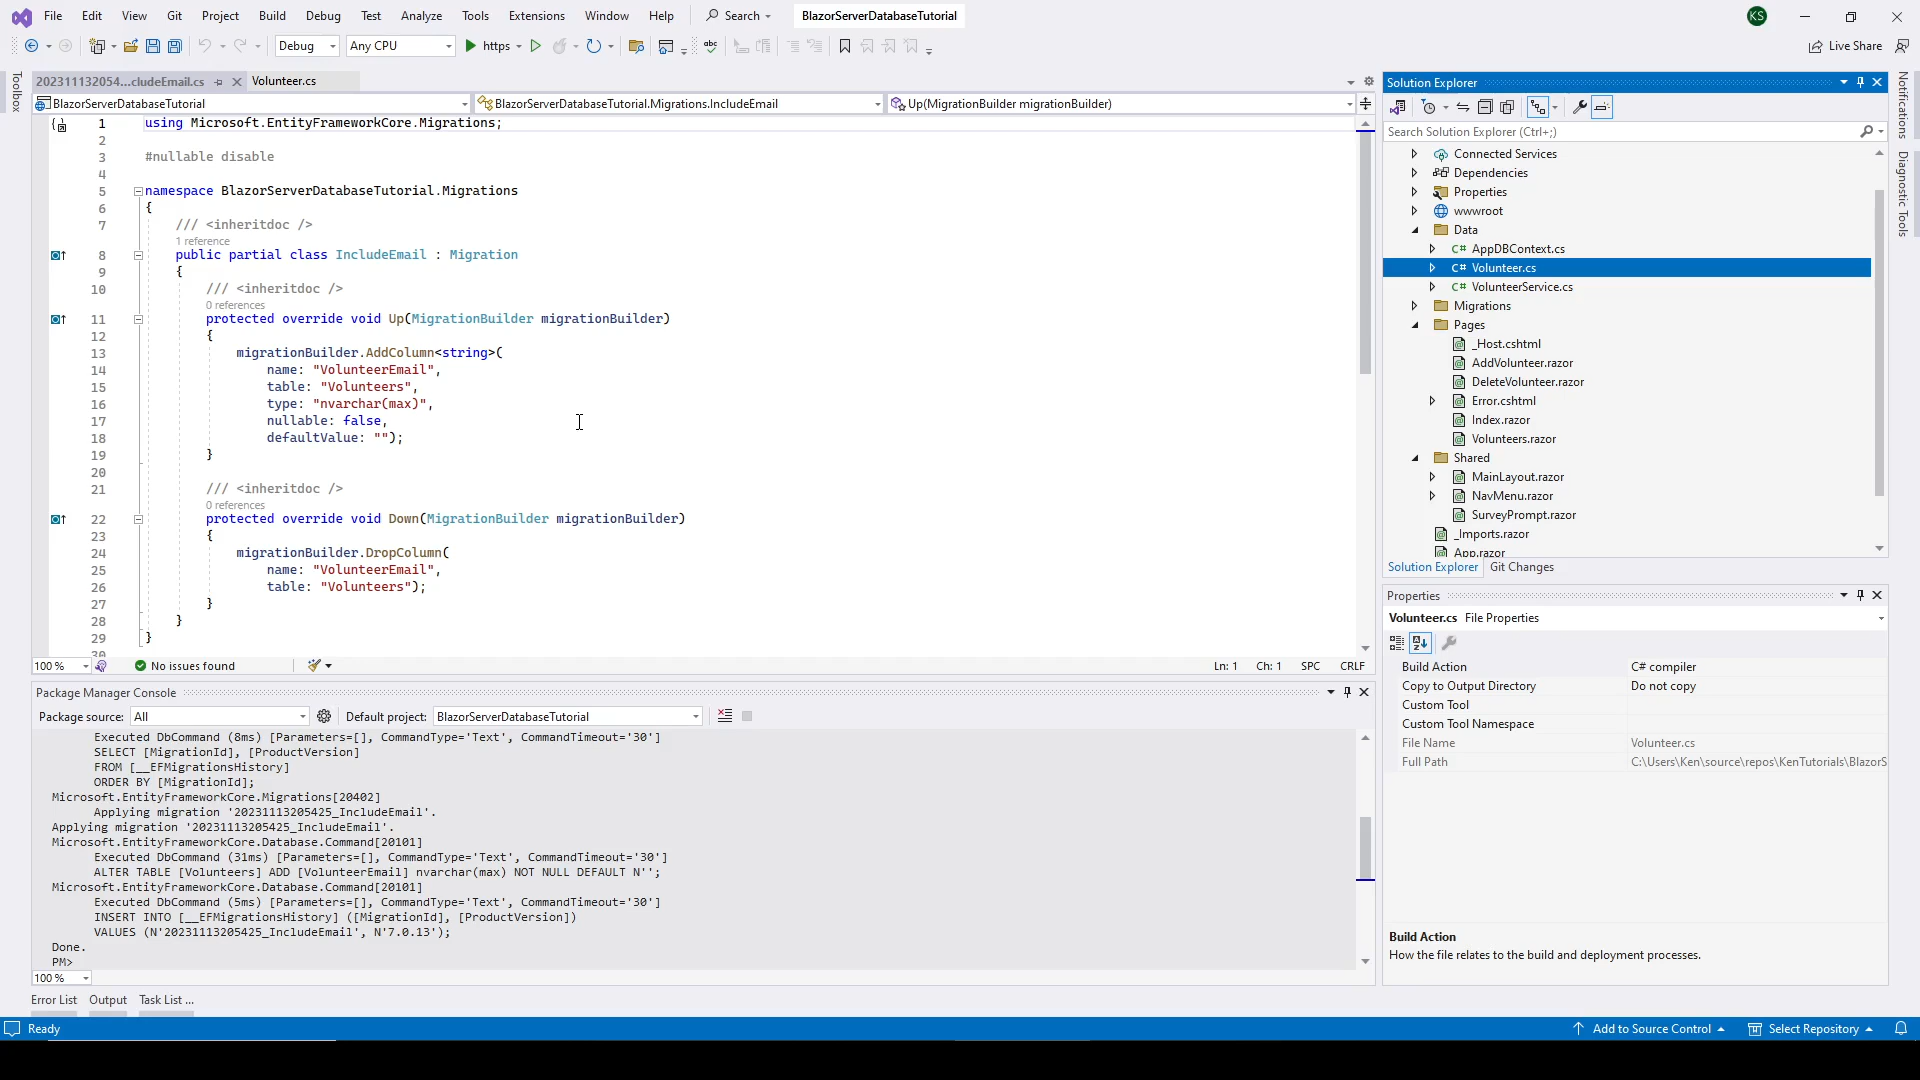 File Edit View Git Project Build Debug Test Analyze Tools Extensions Window Help Search BlazorServerDatabaseTutorial KS
Debug Any CPU https Live Share
202311132054...cludeEmail.cs Volunteer.cs
BlazorServerDatabaseTutorial BlazorServerDatabaseTutorial.Migrations.IncludeEmail Up(MigrationBuilder migrationBuilder)
1 using Microsoft.EntityFrameworkCore.Migrations;
2
3 #nullable disable
4
5 namespace BlazorServerDatabaseTutorial.Migrations
6 {
7 /// <inheritdoc />
1 reference
8 public partial class IncludeEmail : Migration
9 {
10 /// <inheritdoc />
0 references
11 protected override void Up(MigrationBuilder migrationBuilder)
12 {
13 migrationBuilder.AddColumn<string>(
14 name: "VolunteerEmail",
15 table: "Volunteers",
16 type: "nvarchar(max)",
17 nullable: false,
18 defaultValue: "");
19 }
20
21 /// <inheritdoc />
0 references
22 protected override void Down(MigrationBuilder migrationBuilder)
23 {
24 migrationBuilder.DropColumn(
25 name: "VolunteerEmail",
26 table: "Volunteers");
27 }
28 }
29 }
30
100 % No issues found Ln: 1 Ch: 1 SPC CRLF
Package Manager Console
Package source: All Default project: BlazorServerDatabaseTutorial
Executed DbCommand (8ms) [Parameters=[], CommandType='Text', CommandTimeout='30']
SELECT [MigrationId], [ProductVersion]
FROM [__EFMigrationsHistory]
ORDER BY [MigrationId];
Microsoft.EntityFrameworkCore.Migrations[20402]
Applying migration '20231113205425_IncludeEmail'.
Applying migration '20231113205425_IncludeEmail'.
Microsoft.EntityFrameworkCore.Database.Command[20101]
Executed DbCommand (31ms) [Parameters=[], CommandType='Text', CommandTimeout='30']
ALTER TABLE [Volunteers] ADD [VolunteerEmail] nvarchar(max) NOT NULL DEFAULT N'';
Microsoft.EntityFrameworkCore.Database.Command[20101]
Executed DbCommand (5ms) [Parameters=[], CommandType='Text', CommandTimeout='30']
INSERT INTO [__EFMigrationsHistory] ([MigrationId], [ProductVersion])
VALUES (N'20231113205425_IncludeEmail', N'7.0.13');
Done.
PM>
100 %
Error List Output Task List ...
Ready Add to Source Control Select Repository
Toolbox
Solution Explorer
Search Solution Explorer (Ctrl+;)
Connected Services
Dependencies
Properties
wwwroot
Data
C# AppDBContext.cs
C# Volunteer.cs
C# VolunteerService.cs
Migrations
Pages
_Host.cshtml
AddVolunteer.razor
DeleteVolunteer.razor
Error.cshtml
Index.razor
Volunteers.razor
Shared
MainLayout.razor
NavMenu.razor
SurveyPrompt.razor
_Imports.razor
App.razor
Solution Explorer Git Changes
Properties
Volunteer.cs File Properties
Build Action C# compiler
Copy to Output Directory Do not copy
Custom Tool
Custom Tool Namespace
File Name Volunteer.cs
Full Path C:\Users\Ken\source\repos\KenTutorials\BlazorS
Build Action
How the file relates to the build and deployment processes.
Notifications
Diagnostic Tools